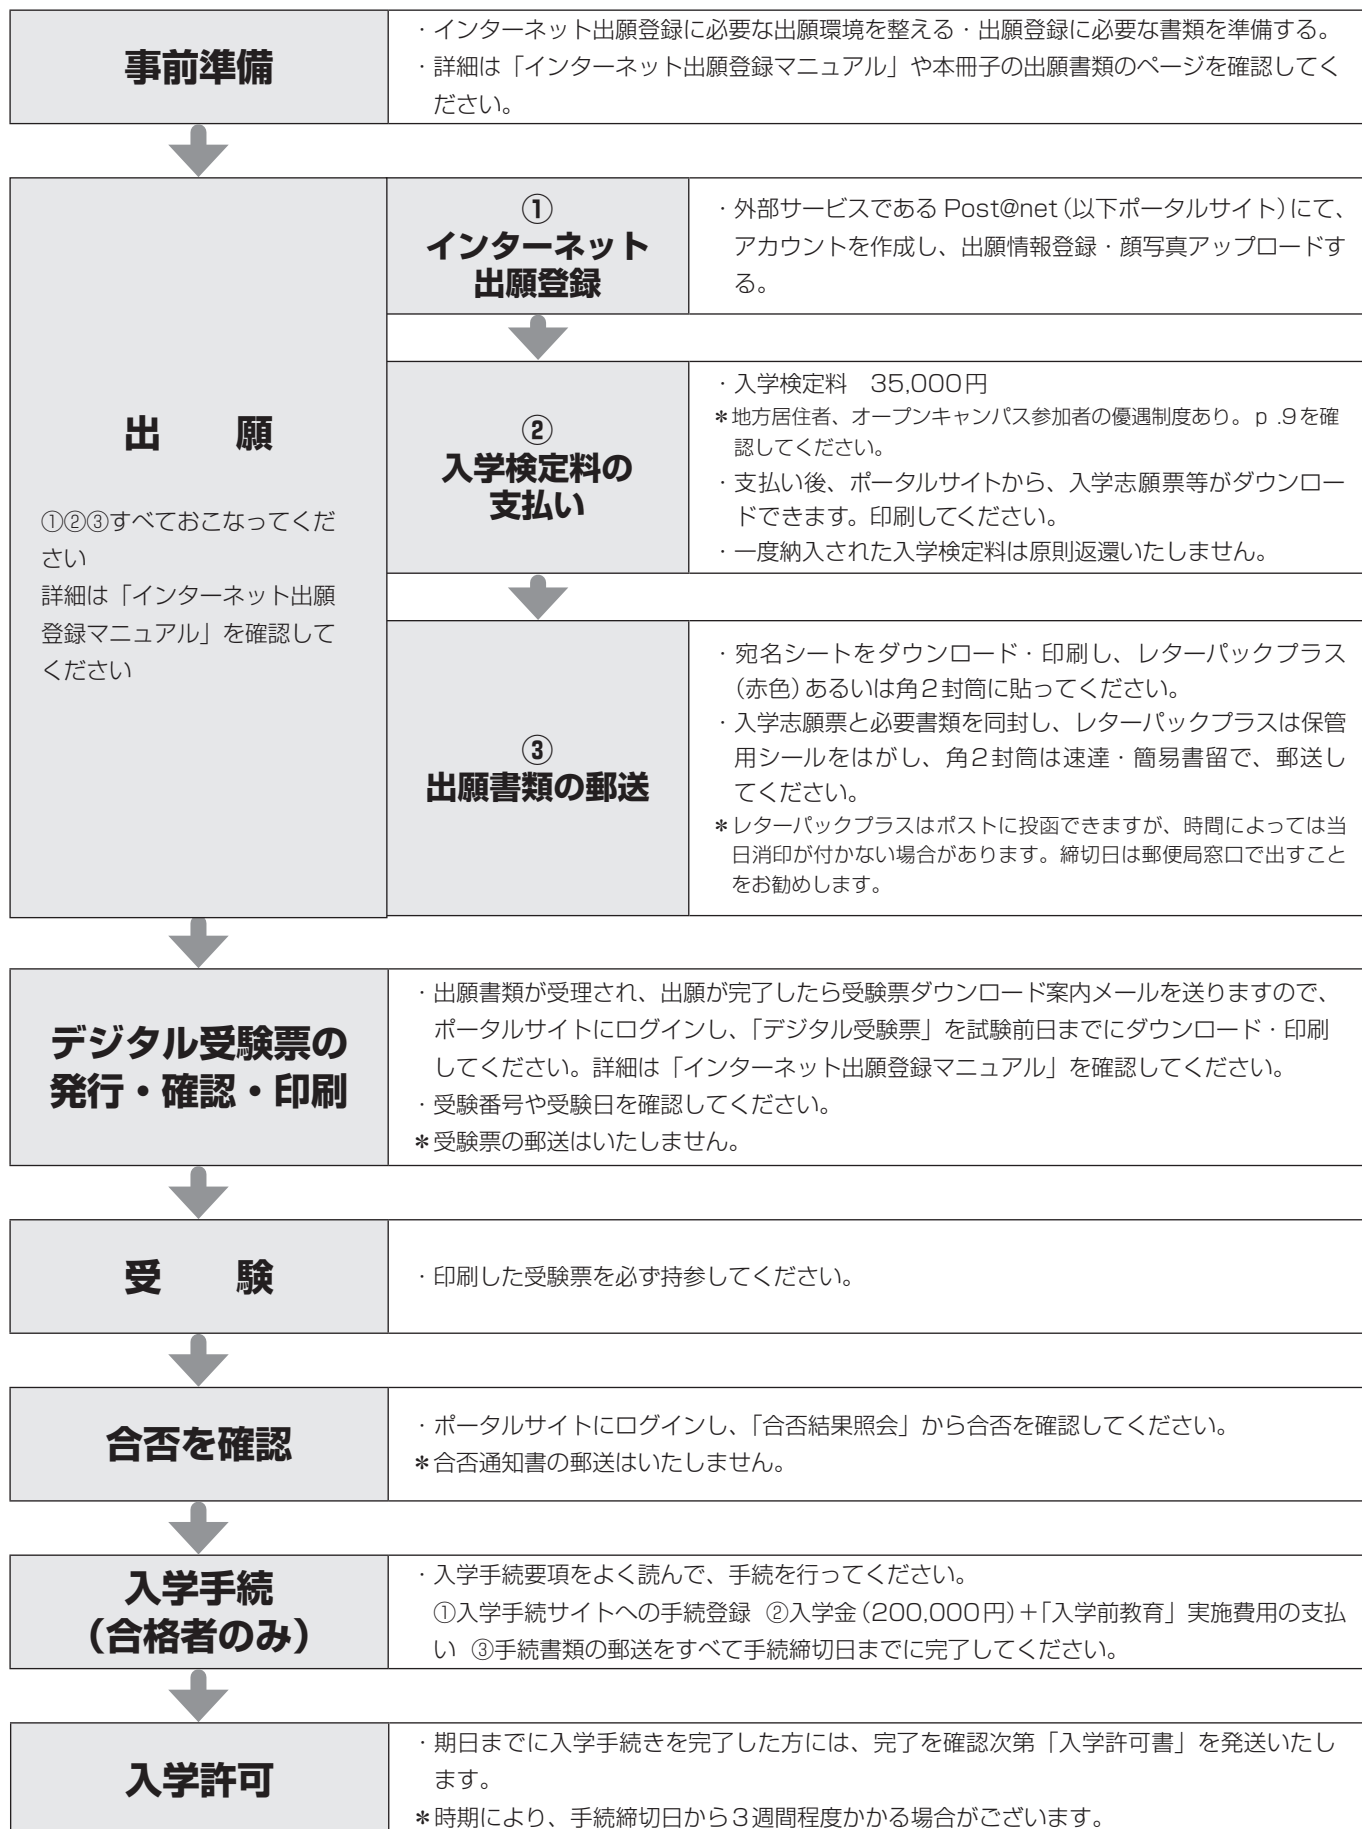 事前準備
・インターネット出願登録に必要な出願環境を整える・出願登録に必要な書類を準備する。
・詳細は「インターネット出願登録マニュアル」や本冊子の出願書類のページを確認してく
ださい。
出　　願
①②③すべておこなってくだ
さい
詳細は「インターネット出願
登録マニュアル」を確認して
ください
①
インターネット
出願登録
・外部サービスである Post@net（以下ポータルサイト）にて、
アカウントを作成し、出願情報登録・顔写真アップロードす
る。
②
入学検定料の
支払い
・入学検定料　35,000円
＊地方居住者、オープンキャンパス参加者の優遇制度あり。p .9を確
認してください。
・支払い後、ポータルサイトから、入学志願票等がダウンロー
ドできます。印刷してください。
・一度納入された入学検定料は原則返還いたしません。
③
出願書類の郵送
・宛名シートをダウンロード・印刷し、レターパックプラス
（赤色）あるいは角2封筒に貼ってください。
・入学志願票と必要書類を同封し、レターパックプラスは保管
用シールをはがし、角2封筒は速達・簡易書留で、郵送し
てください。
＊レターパックプラスはポストに投函できますが、時間によっては当
日消印が付かない場合があります。締切日は郵便局窓口で出すこと
をお勧めします。
デジタル受験票の
発行・確認・印刷
・出願書類が受理され、出願が完了したら受験票ダウンロード案内メールを送りますので、
ポータルサイトにログインし、「デジタル受験票」を試験前日までにダウンロード・印刷
してください。詳細は「インターネット出願登録マニュアル」を確認してください。
・受験番号や受験日を確認してください。
＊受験票の郵送はいたしません。
受　　験
・印刷した受験票を必ず持参してください。
合否を確認
・ポータルサイトにログインし、「合否結果照会」から合否を確認してください。
＊合否通知書の郵送はいたしません。
入学手続
（合格者のみ）
・入学手続要項をよく読んで、手続を行ってください。
①入学手続サイトへの手続登録 ②入学金（200,000円）＋「入学前教育」実施費用の支払
い ③手続書類の郵送をすべて手続締切日までに完了してください。
入学許可
・期日までに入学手続きを完了した方には、完了を確認次第「入学許可書」を発送いたし
ます。
＊時期により、手続締切日から3週間程度かかる場合がございます。